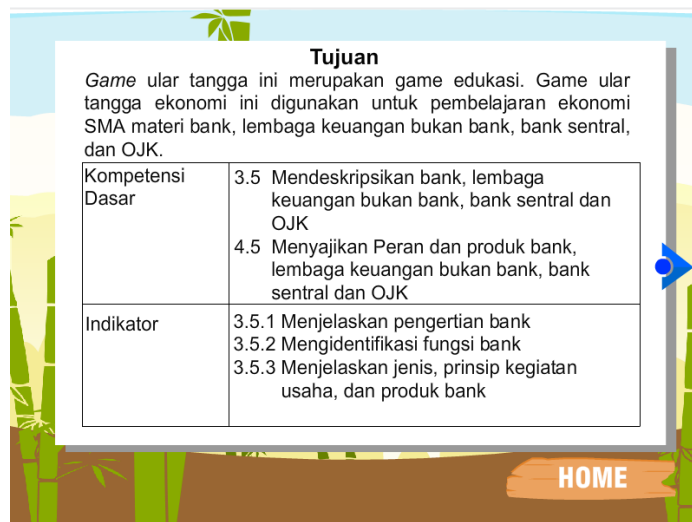 Tujuan
Game ular tangga ini merupakan game edukasi. Game ular
tangga ekonomi ini digunakan untuk pembelajaran ekonomi
SMA materi bank, lembaga keuangan bukan bank, bank sentral,
dan OJK.
Kompetensi
Dasar
3.5 Mendeskripsikan bank, lembaga
keuangan bukan bank, bank sentral dan
OJK
4.5 Menyajikan Peran dan produk bank,
lembaga keuangan bukan bank, bank
sentral dan OJK
Indikator
3.5.1 Menjelaskan pengertian bank
3.5.2 Mengidentifikasi fungsi bank
3.5.3 Menjelaskan jenis, prinsip kegiatan
usaha, dan produk bank
HOME